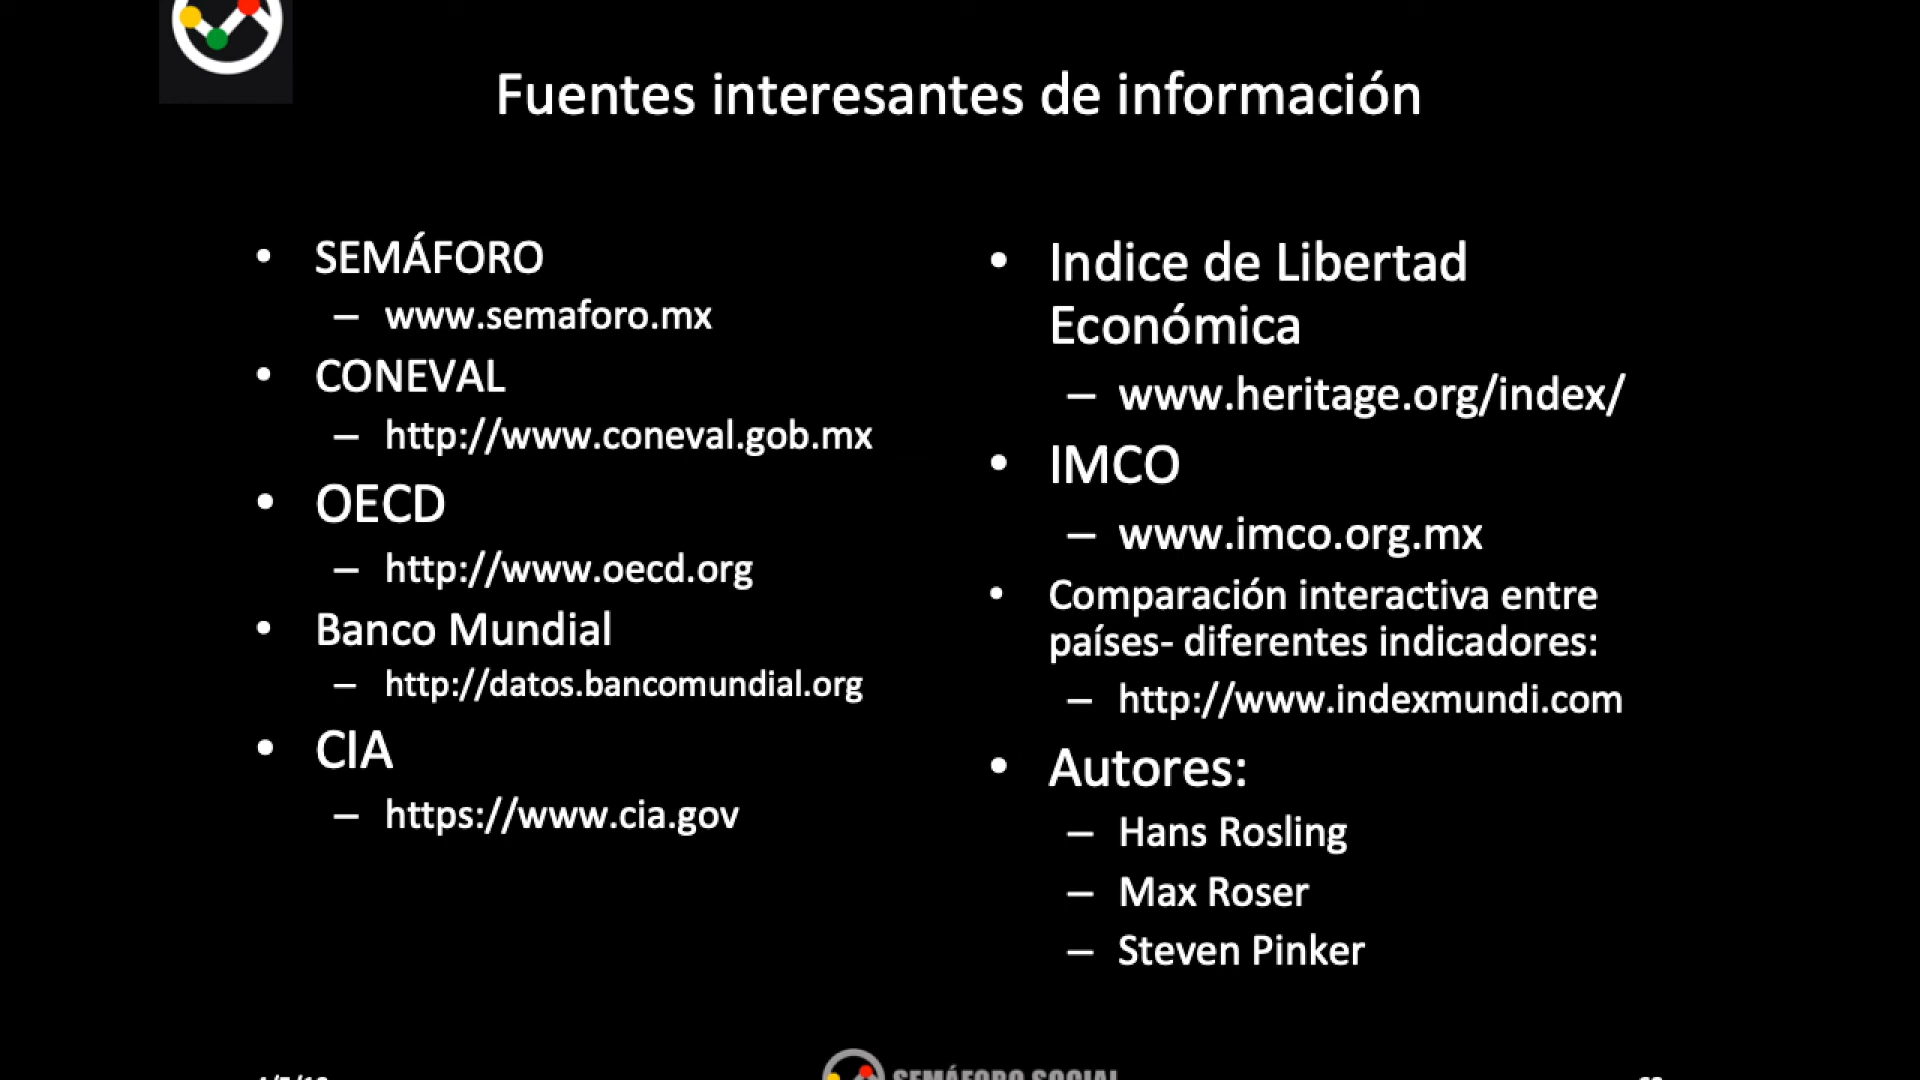 Fuentes interesantes de información
• SEMÁFORO
– www.semaforo.mx
• CONEVAL
– http://www.coneval.gob.mx
• OECD
– http://www.oecd.org
• Banco Mundial
– http://datos.bancomundial.org
• CIA
– https://www.cia.gov
• Indice de Libertad
Económica
– www.heritage.org/index/
• IMCO
– www.imco.org.mx
• Comparación interactiva entre
países- diferentes indicadores:
– http://www.indexmundi.com
• Autores:
– Hans Rosling
– Max Roser
– Steven Pinker
SEMÁFORO SOCIAL